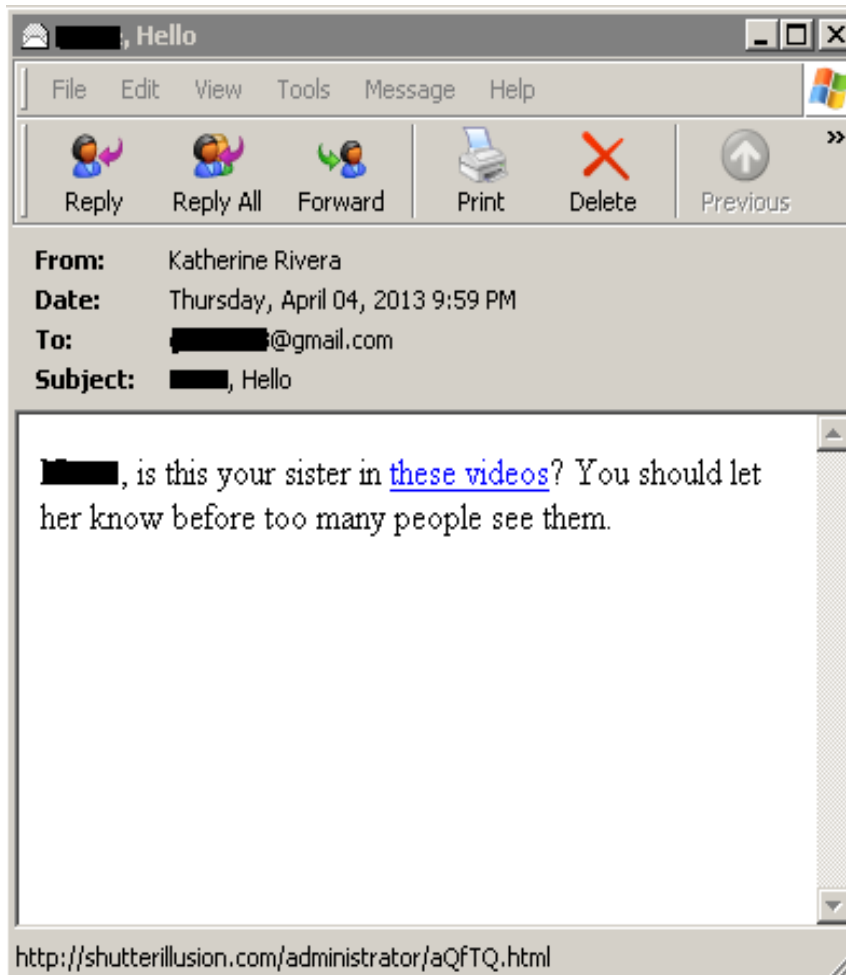 , Hello
File Edit View Tools Message Help
»
Reply Reply All Forward Print Delete Previous
From: Katherine Rivera
Date: Thursday, April 04, 2013 9:59 PM
To: @gmail.com
Subject: , Hello
, is this your sister in these videos? You should let
her know before too many people see them.
http://shutterillusion.com/administrator/aQfTQ.html